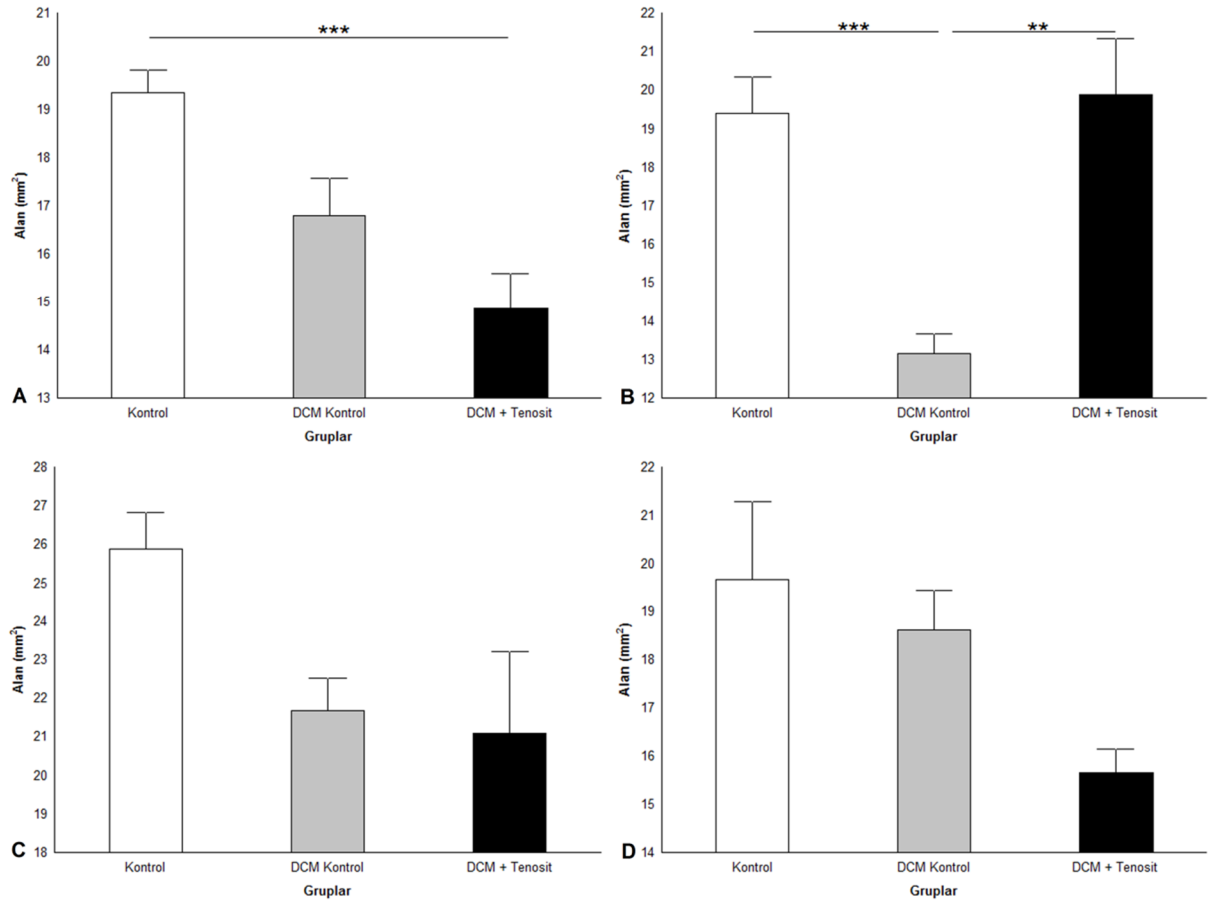 21
20
19
18
17
16
15
14
13
Alan (mm²)
***
Kontrol
DCM Kontrol
DCM + Tenosit
Gruplar
A
22
21
20
19
18
17
16
15
14
13
12
Alan (mm²)
***
**
Kontrol
DCM Kontrol
DCM + Tenosit
Gruplar
B
28
27
26
25
24
23
22
21
20
19
18
Alan (mm²)
Kontrol
DCM Kontrol
DCM + Tenosit
Gruplar
C
22
21
20
19
18
17
16
15
14
Alan (mm²)
Kontrol
DCM Kontrol
DCM + Tenosit
Gruplar
D